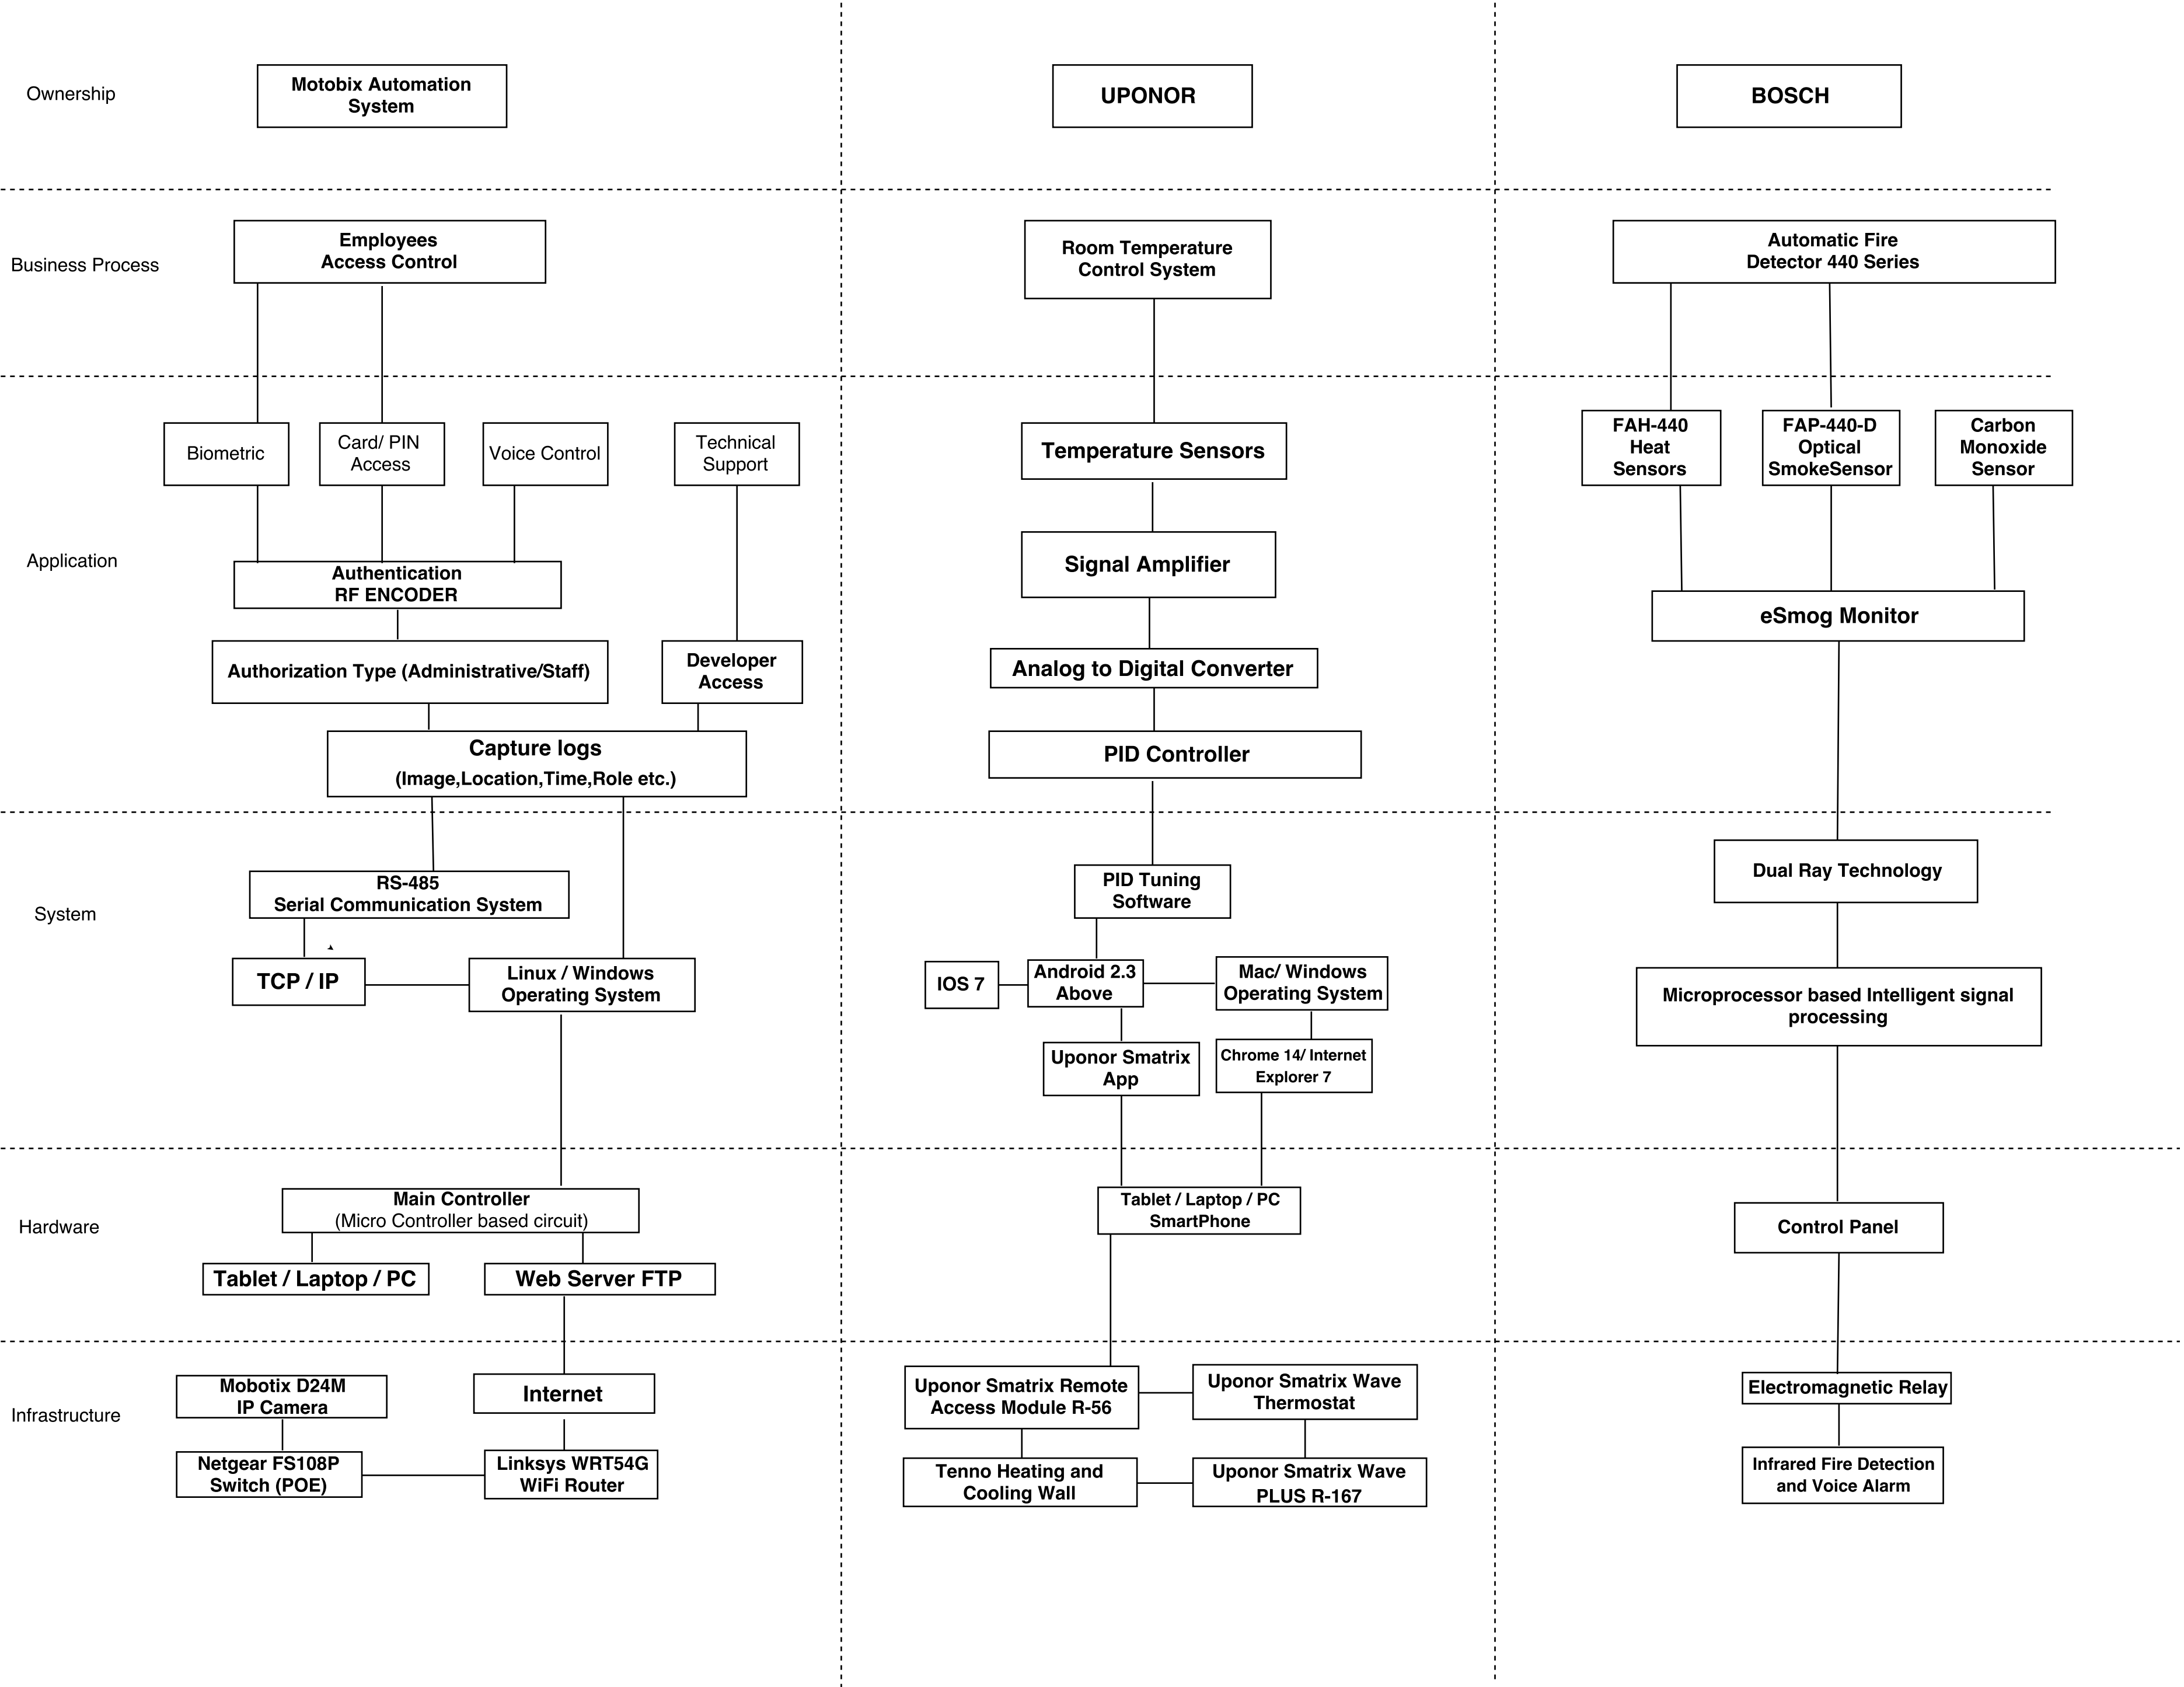 Ownership
Motobix Automation
System
UPONOR
BOSCH
Business Process
Employees
Access Control
Room Temperature
Control System
Automatic Fire
Detector 440 Series
Application
Biometric
Card/ PIN
Access
Voice Control
Technical
Support
Authentication
RF ENCODER
Authorization Type (Administrative/Staff)
Developer
Access
Capture logs
(Image,Location,Time,Role etc.)
Temperature Sensors
Signal Amplifier
Analog to Digital Converter
PID Controller
FAH-440
Heat
Sensors
FAP-440-D
Optical
SmokeSensor
Carbon
Monoxide
Sensor
eSmog Monitor
System
RS-485
Serial Communication System
TCP / IP
Linux / Windows
Operating System
PID Tuning
Software
IOS 7
Android 2.3
Above
Mac/ Windows
Operating System
Uponor Smatrix
App
Chrome 14/ Internet
Explorer 7
Dual Ray Technology
Microprocessor based Intelligent signal
processing
Hardware
Main Controller
(Micro Controller based circuit)
Tablet / Laptop / PC
Web Server FTP
Tablet / Laptop / PC
SmartPhone
Control Panel
Infrastructure
Mobotix D24M
IP Camera
Internet
Netgear FS108P
Switch (POE)
Linksys WRT54G
WiFi Router
Uponor Smatrix Remote
Access Module R-56
Uponor Smatrix Wave
Thermostat
Tenno Heating and
Cooling Wall
Uponor Smatrix Wave
PLUS R-167
Electromagnetic Relay
Infrared Fire Detection
and Voice Alarm